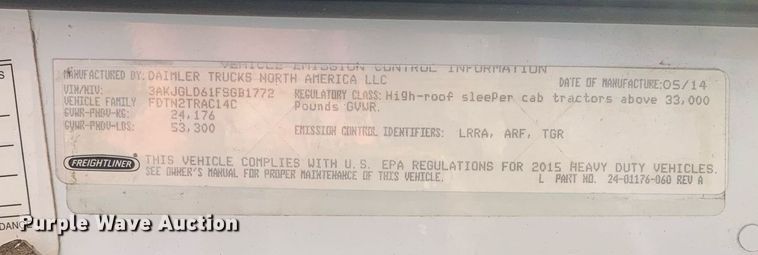 VEHICLE EMISSION CONTROL INFORMATION
MANUFACTURED BY: DAIMLER TRUCKS NORTH AMERICA LLC DATE OF MANUFACTURE: 05/14
VIN/NIV: 3AKJGLD61FSGB1772 REGULATORY CLASS: High-roof sleeper cab tractors above 33,000
VEHICLE FAMILY FDTN2TRAC14C Pounds GVWR.
GVWR-PNBV-KG: 24,176
GVWR-PNBV-LBS: 53,300 EMISSION CONTROL IDENTIFIERS: LRRA, ARF, TGR
FREIGHTLINER THIS VEHICLE COMPLIES WITH U.S. EPA REGULATIONS FOR 2015 HEAVY DUTY VEHICLES.
SEE OWNER'S MANUAL FOR PROPER MAINTENANCE OF THIS VEHICLE. L PART NO. 24-01176-060 REV A
Purple Wave Auction